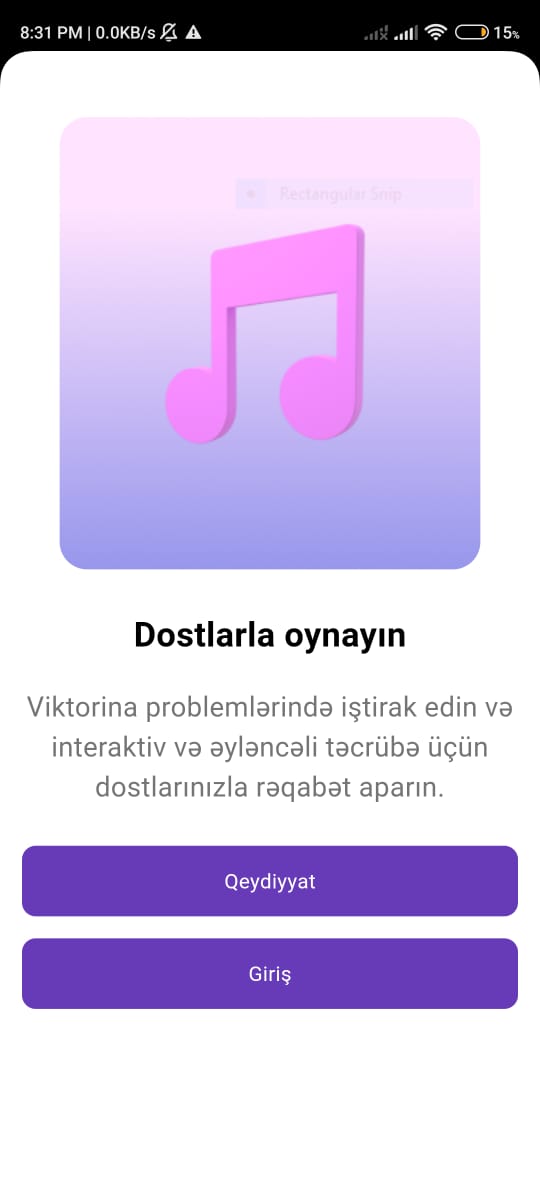 8:31 PM | 0.0KB/s 15%
Rectangular Snip
Dostlarla oynayın
Viktorina problemlərində iştirak edin və
interaktiv və əyləncəli təcrübə üçün
dostlarınızla rəqabət aparın.
Qeydiyyat
Giriş